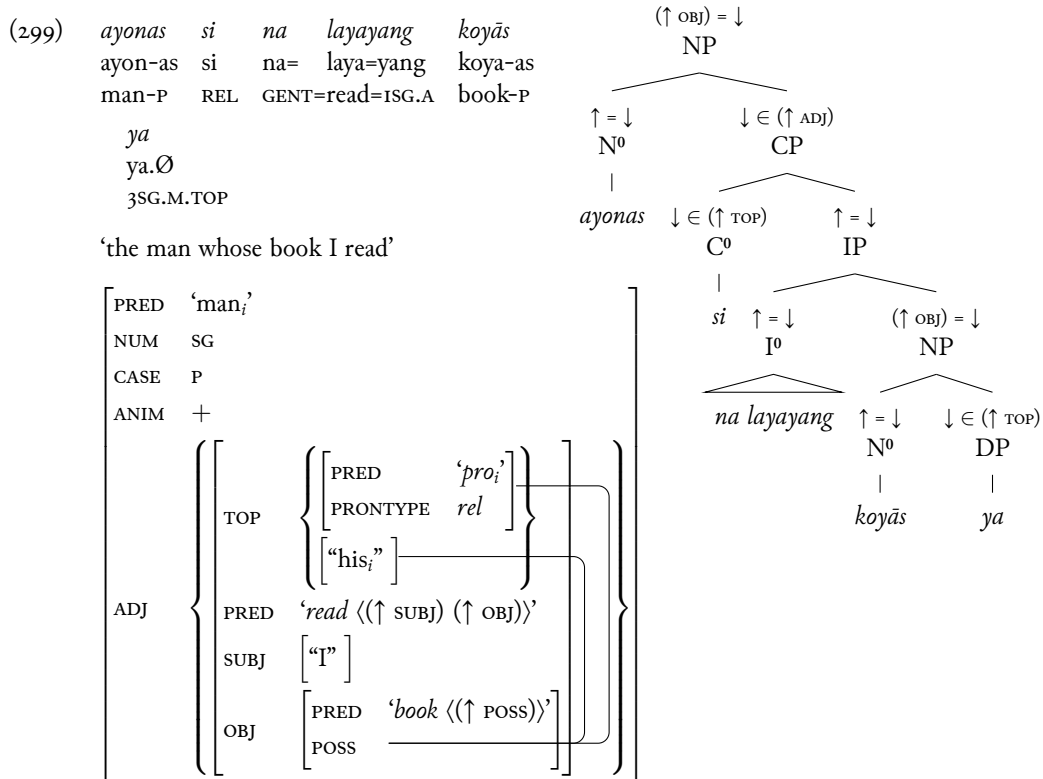 (299) ayonas si na layayang koyās
ayon-as si na= laya=yang koya-as
man-P REL GENT=read=1SG.A book-P
ya
ya.Ø
3SG.M.TOP
‘the man whose book I read’
PRED ‘manᵢ’
NUM SG
CASE P
ANIM +
ADJ
TOP
PRED ‘proᵢ’
PRONTYPE rel
“hisᵢ”
PRED ‘read ⟨(↑ SUBJ) (↑ OBJ)⟩’
SUBJ “I”
OBJ
PRED ‘book ⟨(↑ POSS)⟩’
POSS
(↑ OBJ) = ↓
NP
↑ = ↓ ↓ ∈ (↑ ADJ)
N⁰ CP
ayonas ↓ ∈ (↑ TOP) ↑ = ↓
C⁰ IP
si ↑ = ↓ (↑ OBJ) = ↓
I⁰ NP
na layayang ↑ = ↓ ↓ ∈ (↑ TOP)
N⁰ DP
koyās ya